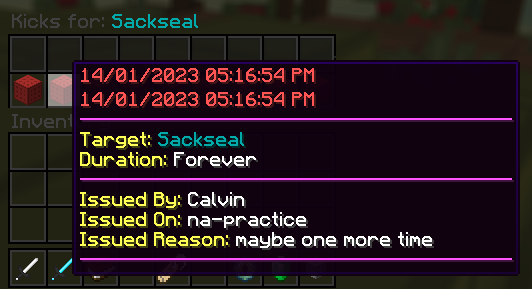 Kicks for: Sackseal
14/01/2023 05:16:54 PM
14/01/2023 05:16:54 PM
Target: Sackseal
Duration: Forever
Inven
Issued By: Calvin
Issued On: na-practice
Issued Reason: maybe one more time